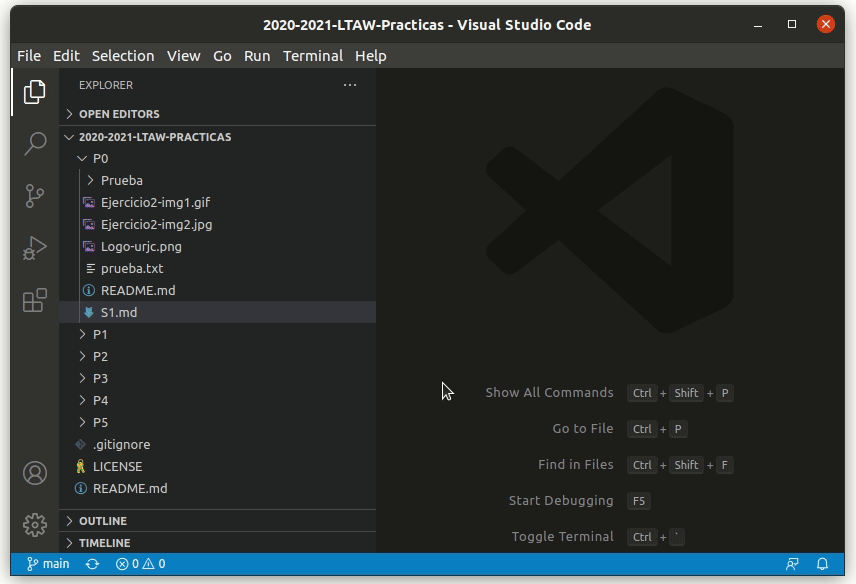 2020-2021-LTAW-Practicas - Visual Studio Code
File Edit Selection View Go Run Terminal Help
EXPLORER ...
OPEN EDITORS
2020-2021-LTAW-PRACTICAS
P0
Prueba
Ejercicio2-img1.gif
Ejercicio2-img2.jpg
Logo-urjc.png
prueba.txt
README.md
S1.md
P1
P2
P3
P4
P5
.gitignore
LICENSE
README.md
OUTLINE
TIMELINE
Show All Commands Ctrl + Shift + P
Go to File Ctrl + P
Find in Files Ctrl + Shift + F
Start Debugging F5
Toggle Terminal Ctrl + `
main 0 0